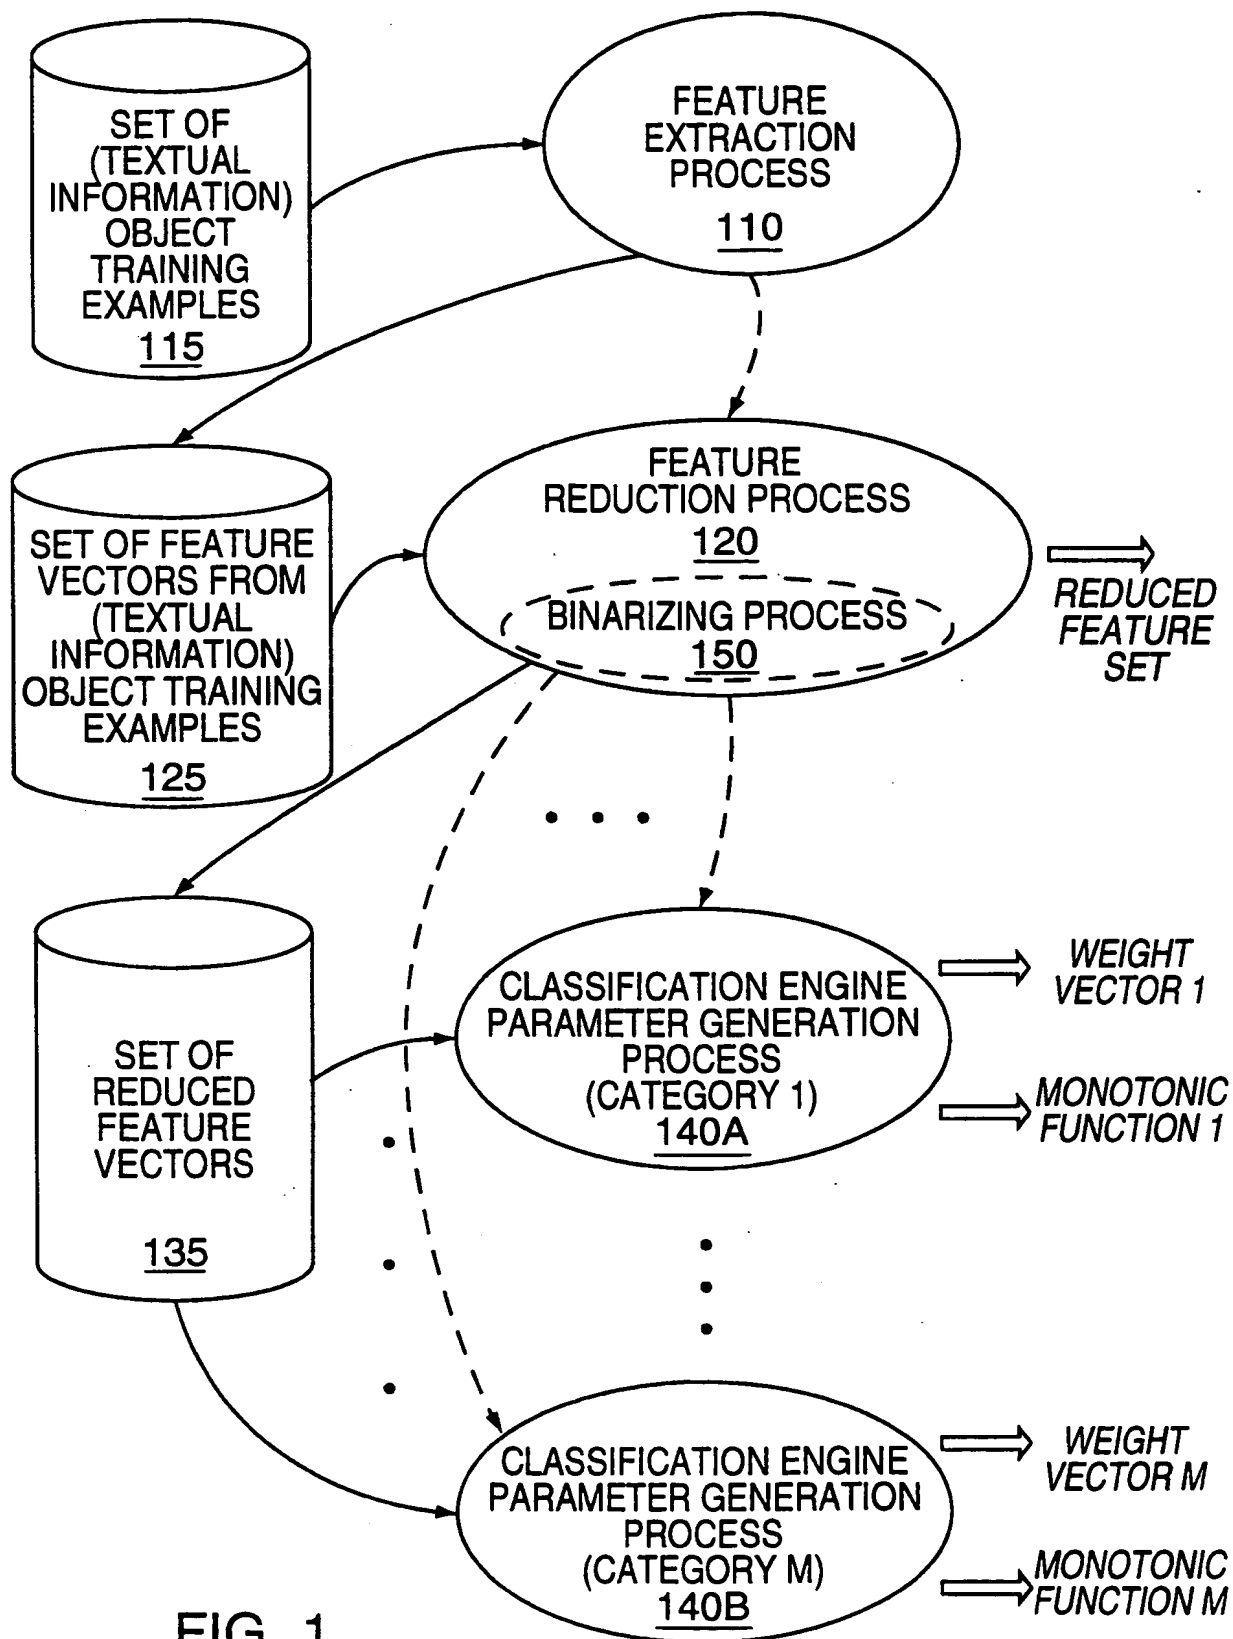 SET OF
(TEXTUAL
INFORMATION)
OBJECT
TRAINING
EXAMPLES
115
FEATURE
EXTRACTION
PROCESS
110
SET OF FEATURE
VECTORS FROM
(TEXTUAL
INFORMATION)
OBJECT TRAINING
EXAMPLES
125
FEATURE
REDUCTION PROCESS
120
BINARIZING PROCESS
150
REDUCED
FEATURE
SET
SET OF
REDUCED
FEATURE
VECTORS
135
CLASSIFICATION ENGINE
PARAMETER GENERATION
PROCESS
(CATEGORY 1)
140A
WEIGHT
VECTOR 1
MONOTONIC
FUNCTION 1
CLASSIFICATION ENGINE
PARAMETER GENERATION
PROCESS
(CATEGORY M)
140B
WEIGHT
VECTOR M
MONOTONIC
FUNCTION M
FIG. 1